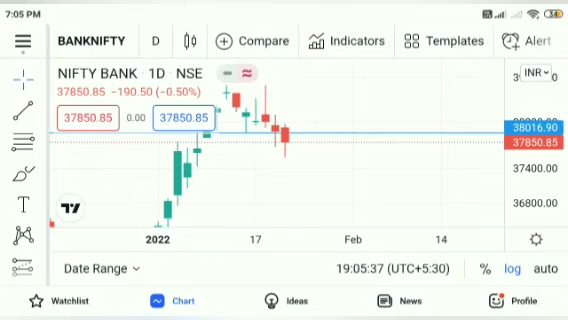 7:05 PM
BANKNIFTY D Compare Indicators Templates Alert
NIFTY BANK · 1D · NSE
INR
37850.85 −190.50 (−0.50%)
37850.85 0.00 37850.85
38016.90
37850.85
37400.00
36800.00
2022 17 Feb 14
Date Range 19:05:37 (UTC+5:30) % log auto
Watchlist Chart Ideas News Profile